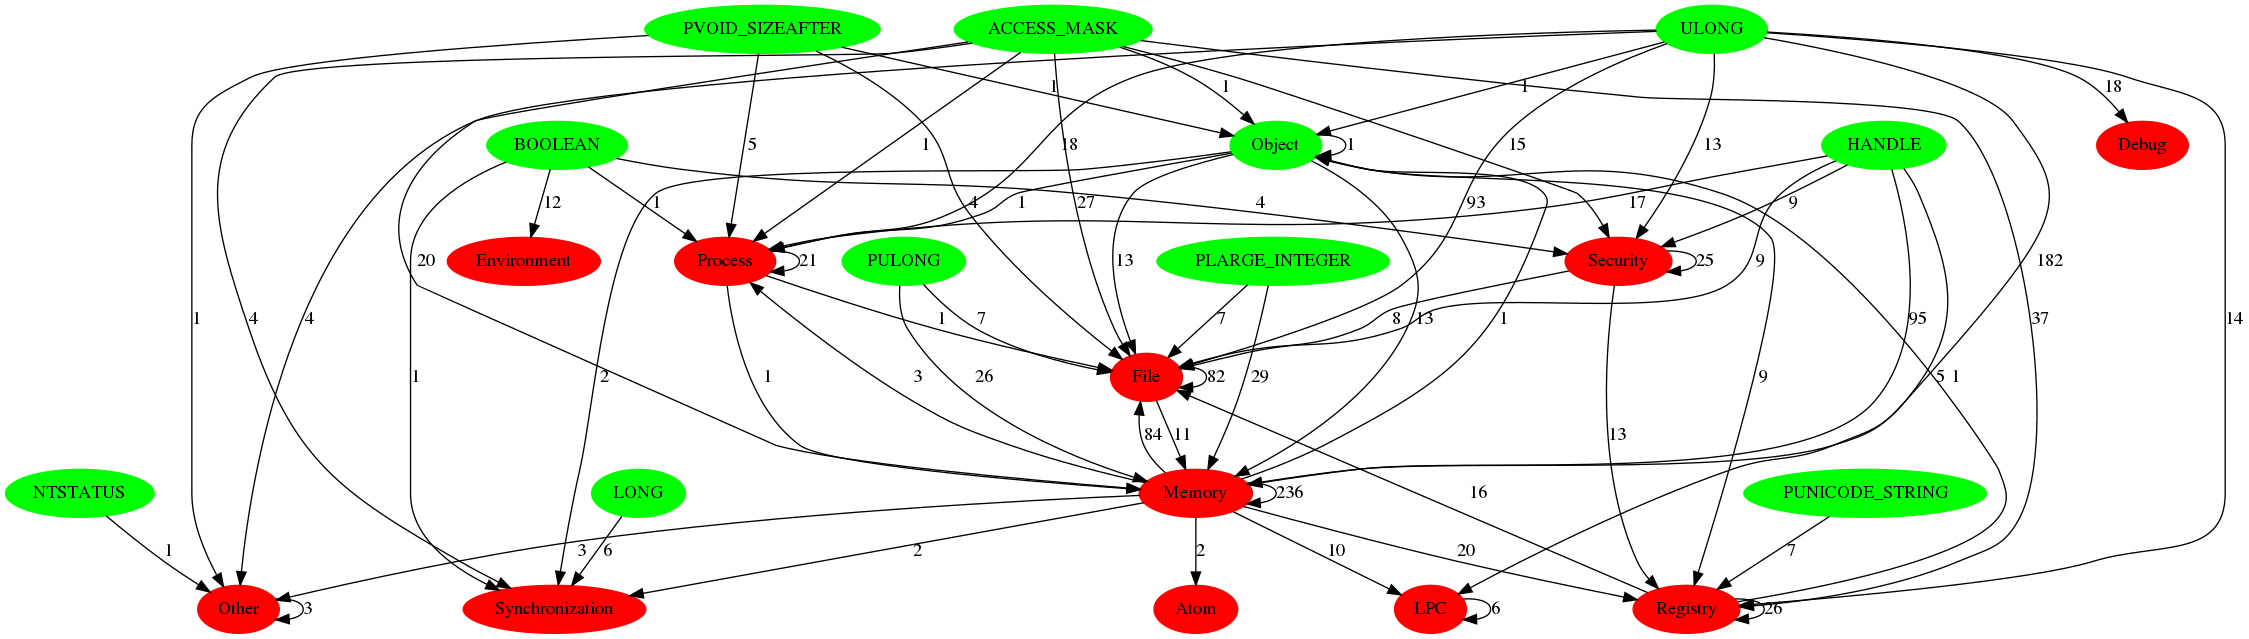 PVOID_SIZEAFTER ACCESS_MASK ULONG
1 1 1 18
BOOLEAN 5 1 18 Object 1 15 13 HANDLE Debug
12 1 4 27 1 13 4 93 17 9 9
Environment Process 21 20 PULONG PLARGE_INTEGER Security 25 182
1 4 4 1 7 7 8 13 95 37 14
1 2 1 3 26 File 82 29 9 5 1
84 11 13 16
NTSTATUS LONG Memory 236 PUNICODE_STRING
1 3 6 2 2 10 20 7
Other 3 Synchronization Atom LPC 6 Registry 26